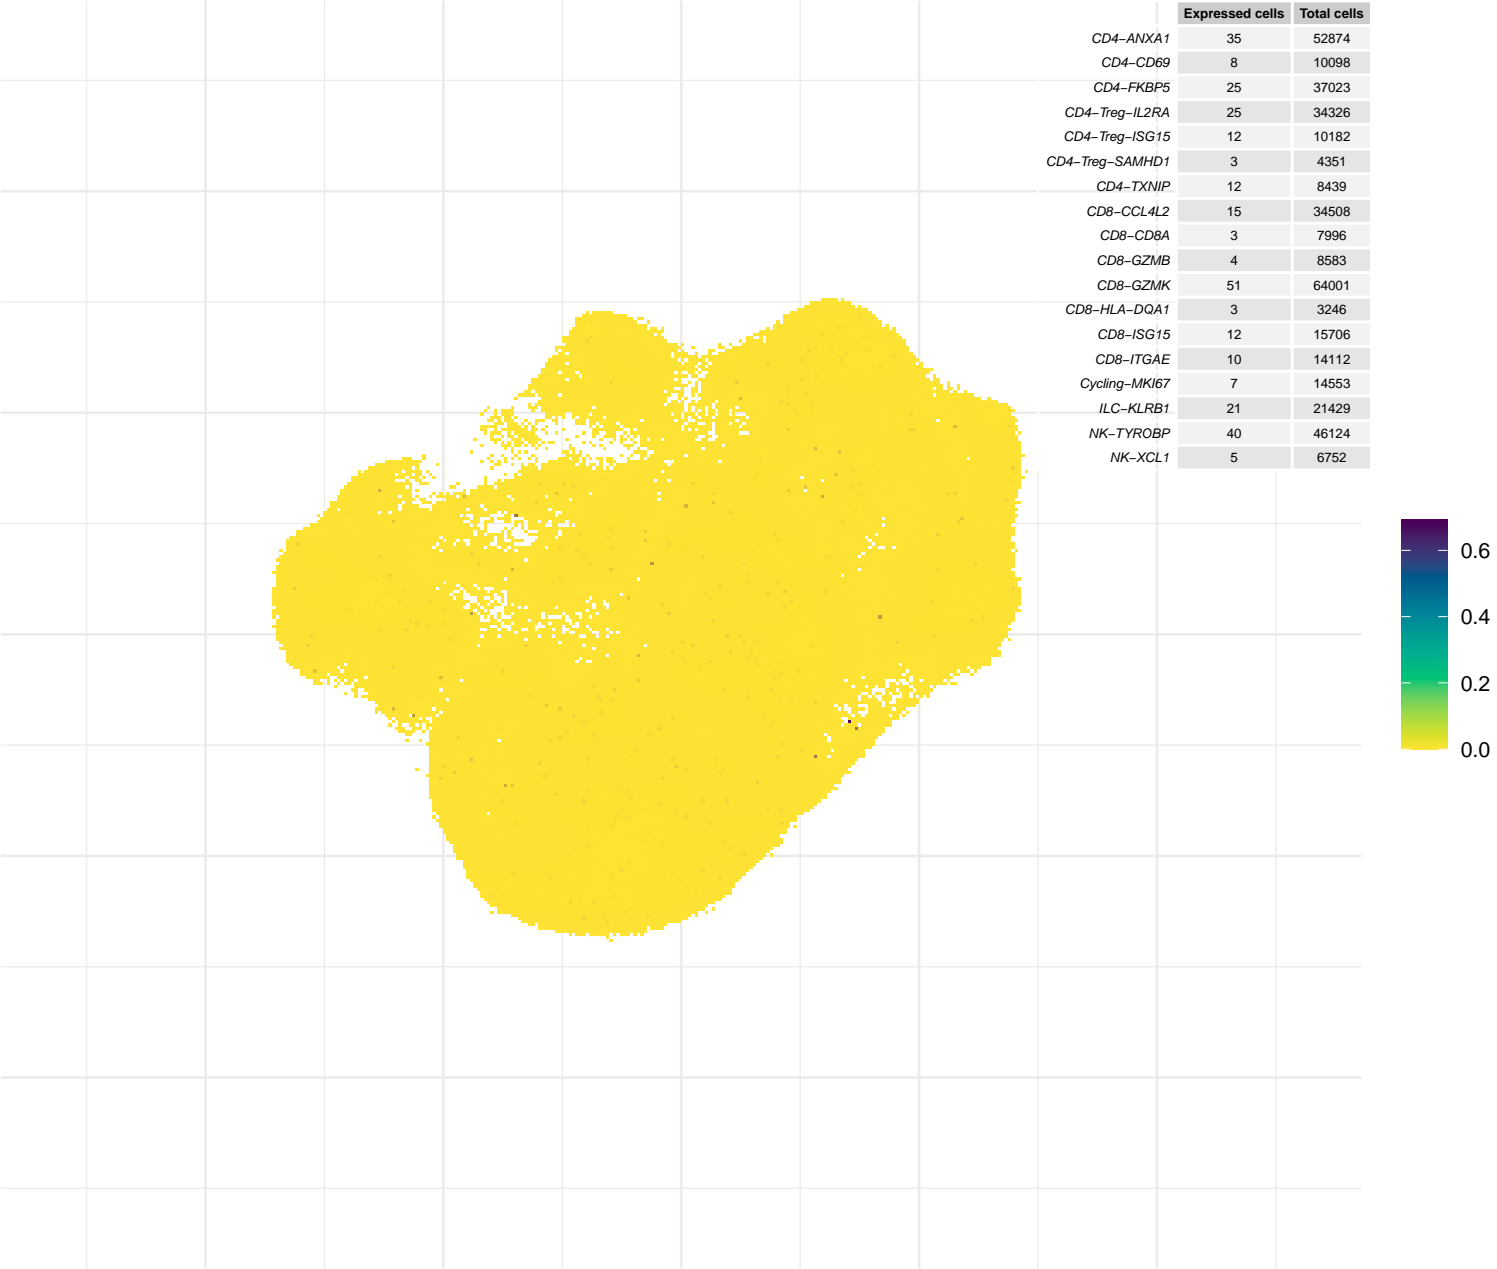 Expressed cells Total cells
CD4−ANXA1 35 52874
CD4−CD69 8 10098
CD4−FKBP5 25 37023
CD4−Treg−IL2RA 25 34326
CD4−Treg−ISG15 12 10182
CD4−Treg−SAMHD1 3 4351
CD4−TXNIP 12 8439
CD8−CCL4L2 15 34508
CD8−CD8A 3 7996
CD8−GZMB 4 8583
CD8−GZMK 51 64001
CD8−HLA−DQA1 3 3246
CD8−ISG15 12 15706
CD8−ITGAE 10 14112
Cycling−MKI67 7 14553
ILC−KLRB1 21 21429
NK−TYROBP 40 46124
NK−XCL1 5 6752
0.6
0.4
0.2
0.0